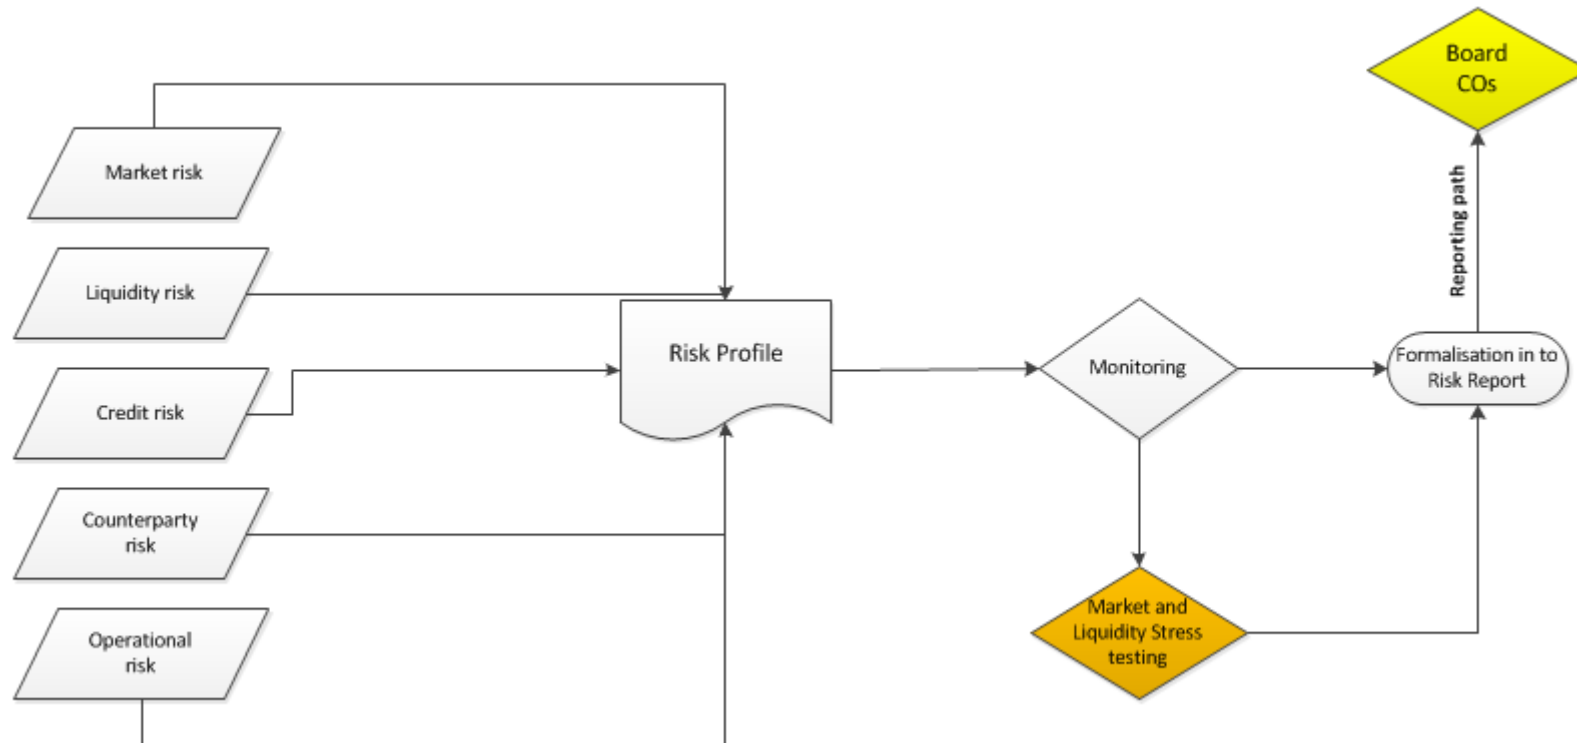 Board
COs
Market risk
Reporting path
Liquidity risk
Risk Profile
Monitoring
Formalisation in to
Risk Report
Credit risk
Counterparty
risk
Market and
Liquidity Stress
testing
Operational
risk